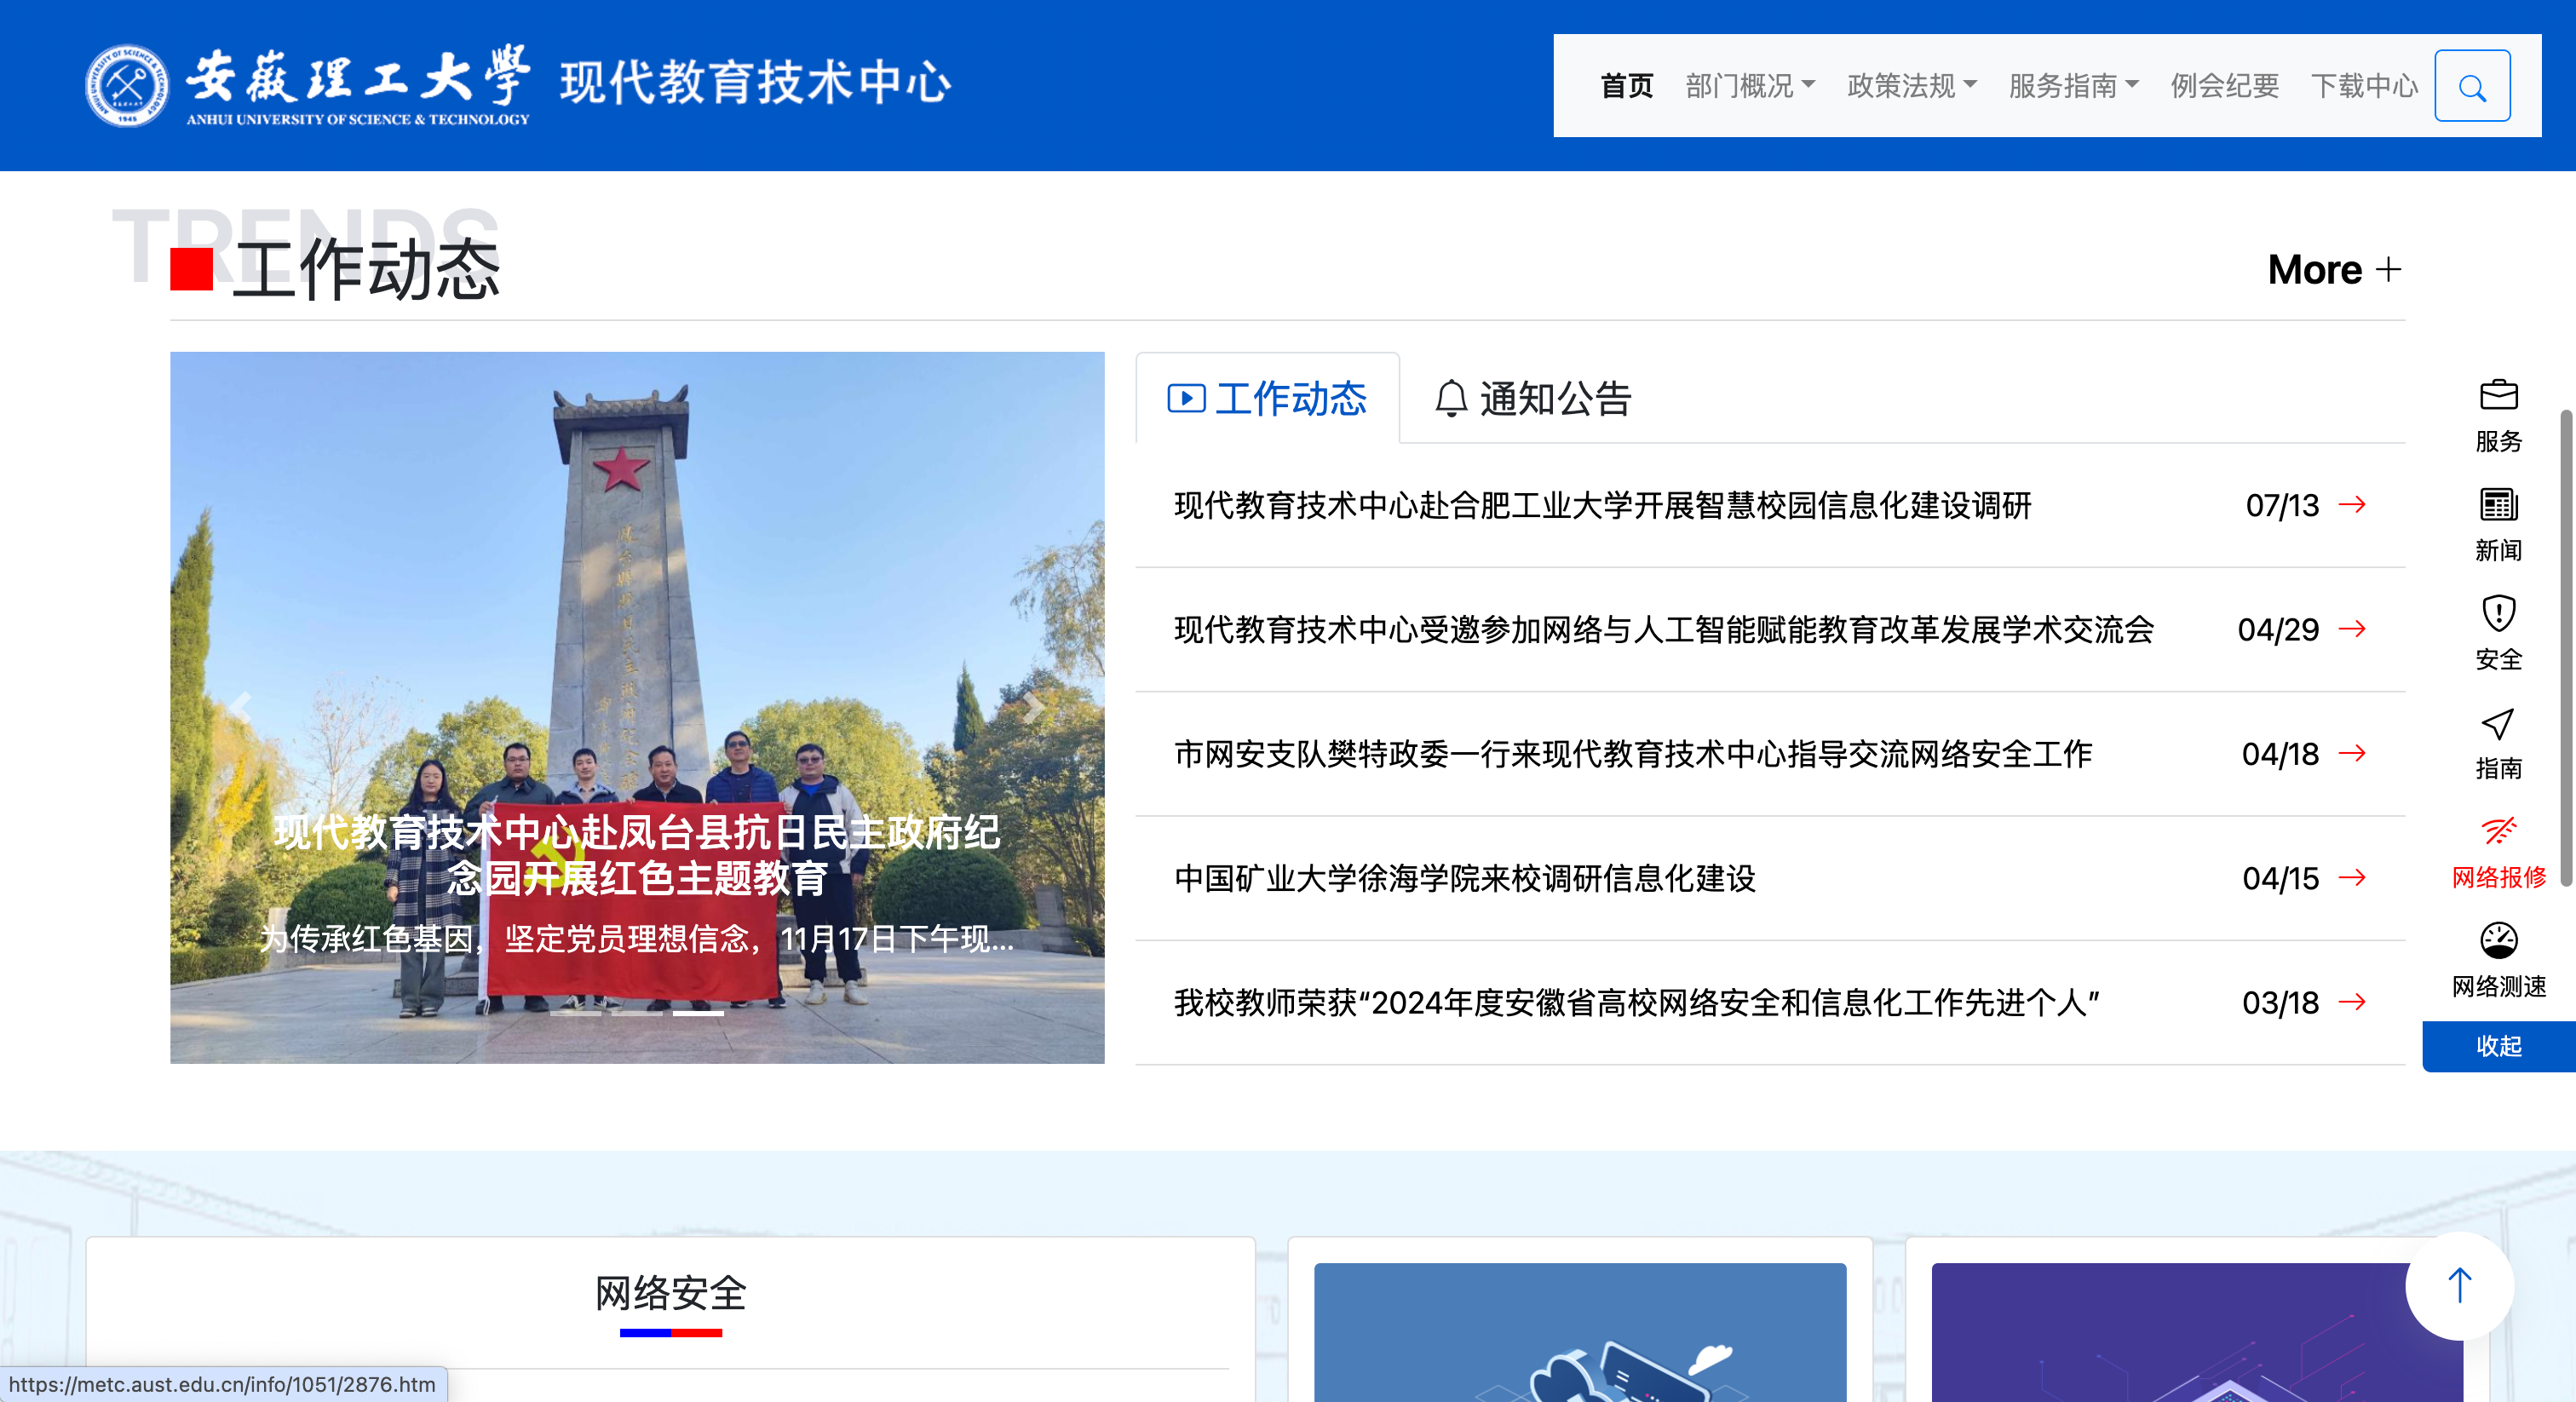 安徽理工大學 现代教育技术中心
ANHUI UNIVERSITY OF SCIENCE & TECHNOLOGY
1945
首页 部门概况 政策法规 服务指南 例会纪要 下载中心
TRENDS
工作动态
More
工作动态 通知公告
现代教育技术中心赴合肥工业大学开展智慧校园信息化建设调研 07/13
现代教育技术中心受邀参加网络与人工智能赋能教育改革发展学术交流会 04/29
市网安支队樊特政委一行来现代教育技术中心指导交流网络安全工作 04/18
中国矿业大学徐海学院来校调研信息化建设 04/15
我校教师荣获“2024年度安徽省高校网络安全和信息化工作先进个人” 03/18
现代教育技术中心赴凤台县抗日民主政府纪
念园开展红色主题教育
为传承红色基因，坚定党员理想信念，11月17日下午现...
服务
新闻
安全
指南
网络报修
网络测速
收起
网络安全
https://metc.aust.edu.cn/info/1051/2876.htm